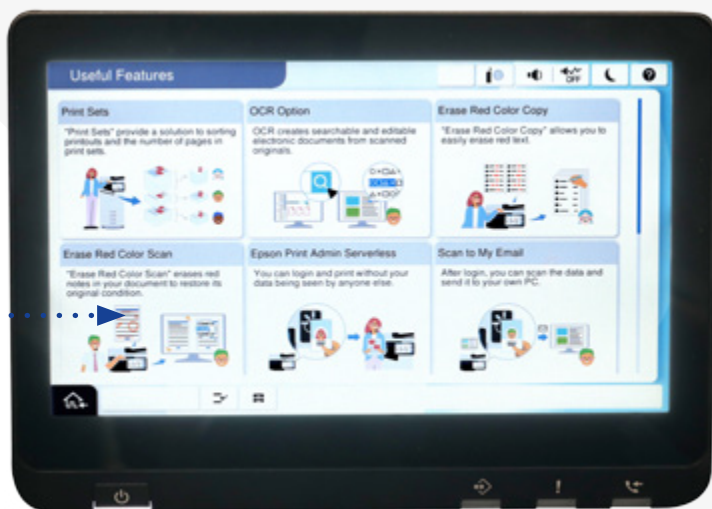 Useful Features
OFF
Print Sets
"Print Sets" provide a solution to sorting
printouts and the number of pages in
print sets.
OCR Option
OCR creates searchable and editable
electronic documents from scanned
originals.
Erase Red Color Copy
"Erase Red Color Copy" allows you to
easily erase red text.
Erase Red Color Scan
"Erase Red Color Scan" erases red
notes in your document to restore its
original condition.
Epson Print Admin Serverless
You can login and print without your
data being seen by anyone else.
Scan to My Email
After login, you can scan the data and
send it to your own PC.